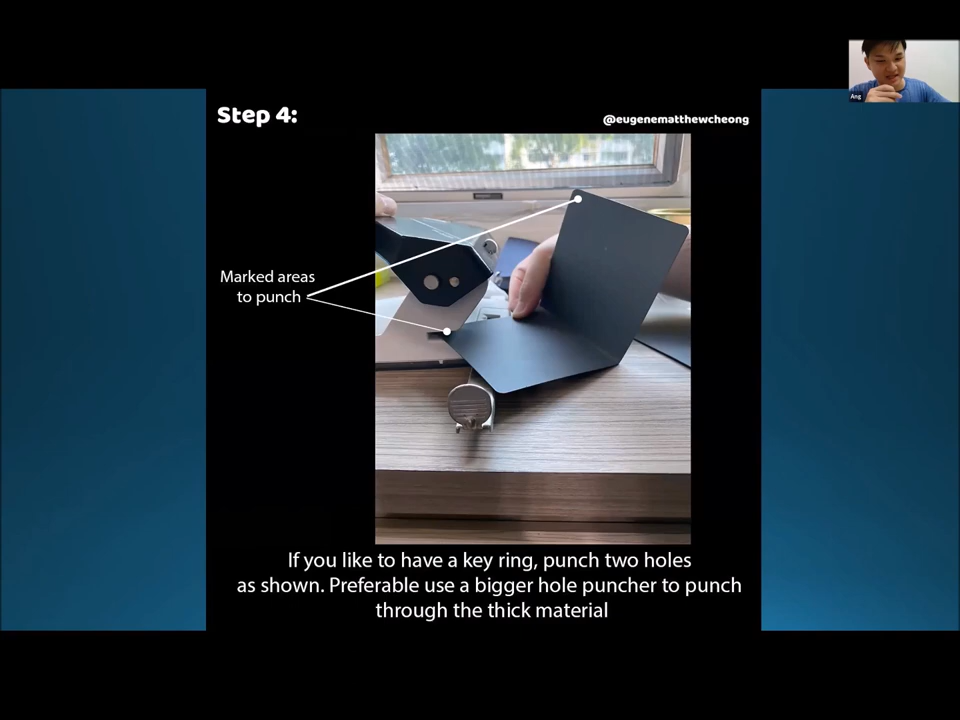 Step 4:
@eugenematthewcheong
Ang
Marked areas
to punch
If you like to have a key ring, punch two holes
as shown. Preferable use a bigger hole puncher to punch
through the thick material